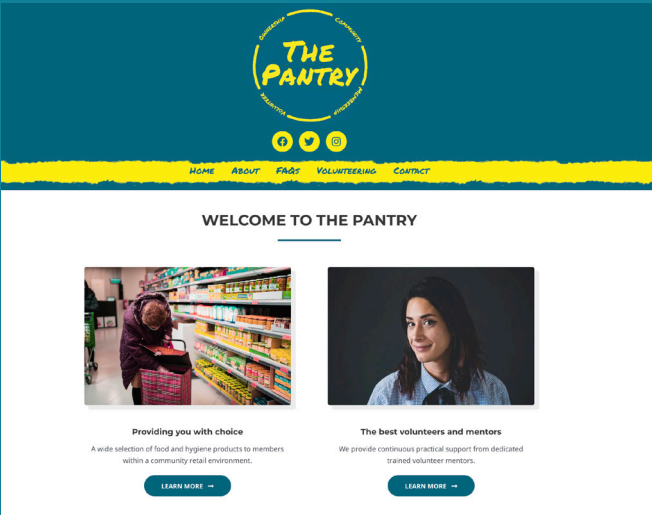 OWNERSHIP
COMMUNITY
THE
PANTRY
VOLUNTEER
MEMBERSHIP
HOME ABOUT FAQS VOLUNTEERING CONTACT
WELCOME TO THE PANTRY
Providing you with choice
A wide selection of food and hygiene products to members
within a community retail environment.
LEARN MORE →
The best volunteers and mentors
We provide continuous practical support from dedicated
trained volunteer mentors.
LEARN MORE →